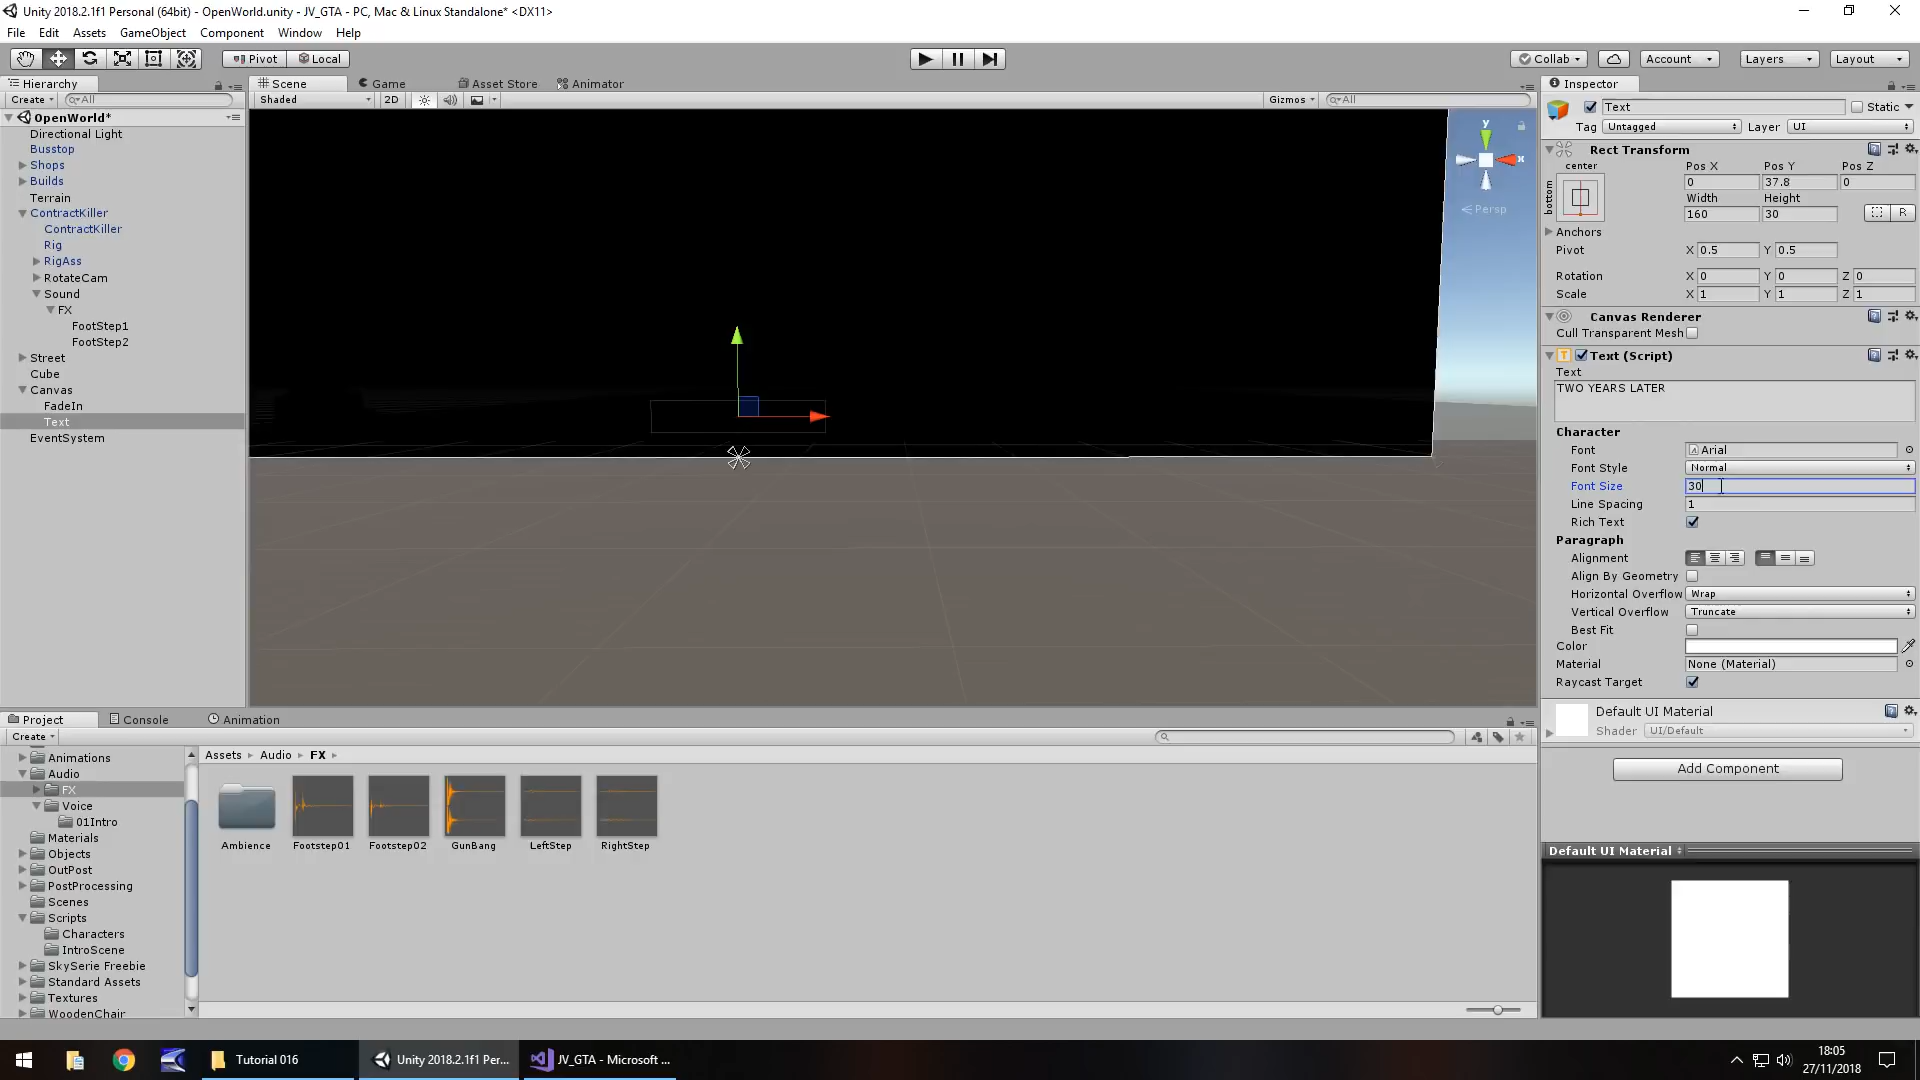 Unity 2018.2.1f1 Personal (64bit) - OpenWorld.unity - JV_GTA - PC, Mac & Linux Standalone* <DX11>
File Edit Assets GameObject Component Window Help
Pivot Local Collab Account Layers Layout
Hierarchy Scene Game Asset Store Animator Inspector
Create All Shaded 2D Gizmos All
OpenWorld*
Directional Light
Busstop
Shops
Builds
Terrain
ContractKiller
ContractKiller
Rig
RigAss
RotateCam
Sound
FX
FootStep1
FootStep2
Street
Cube
Canvas
FadeIn
Text
EventSystem
y
x
Persp
Text Static
Tag Untagged Layer UI
Rect Transform
center Pos X Pos Y Pos Z
bottom 0 37.8 0
Width Height
160 30 R
Anchors
Pivot X 0.5 Y 0.5
Rotation X 0 Y 0 Z 0
Scale X 1 Y 1 Z 1
Canvas Renderer
Cull Transparent Mesh
Text (Script)
Text
TWO YEARS LATER
Character
Font Arial
Font Style Normal
Font Size 30
Line Spacing 1
Rich Text
Paragraph
Alignment
Align By Geometry
Horizontal Overflow Wrap
Vertical Overflow Truncate
Best Fit
Color
Material None (Material)
Raycast Target
Default UI Material
Shader UI/Default
Add Component
Default UI Material
Project Console Animation
Create
Animations
Audio
FX
Voice
01Intro
Materials
Objects
OutPost
PostProcessing
Scenes
Scripts
Characters
IntroScene
SkySerie Freebie
Standard Assets
Textures
WoodenChair
Assets Audio FX
Ambience Footstep01 Footstep02 GunBang LeftStep RightStep
Tutorial 016 Unity 2018.2.1f1 Per... JV_GTA - Microsoft ...
18:05
27/11/2018